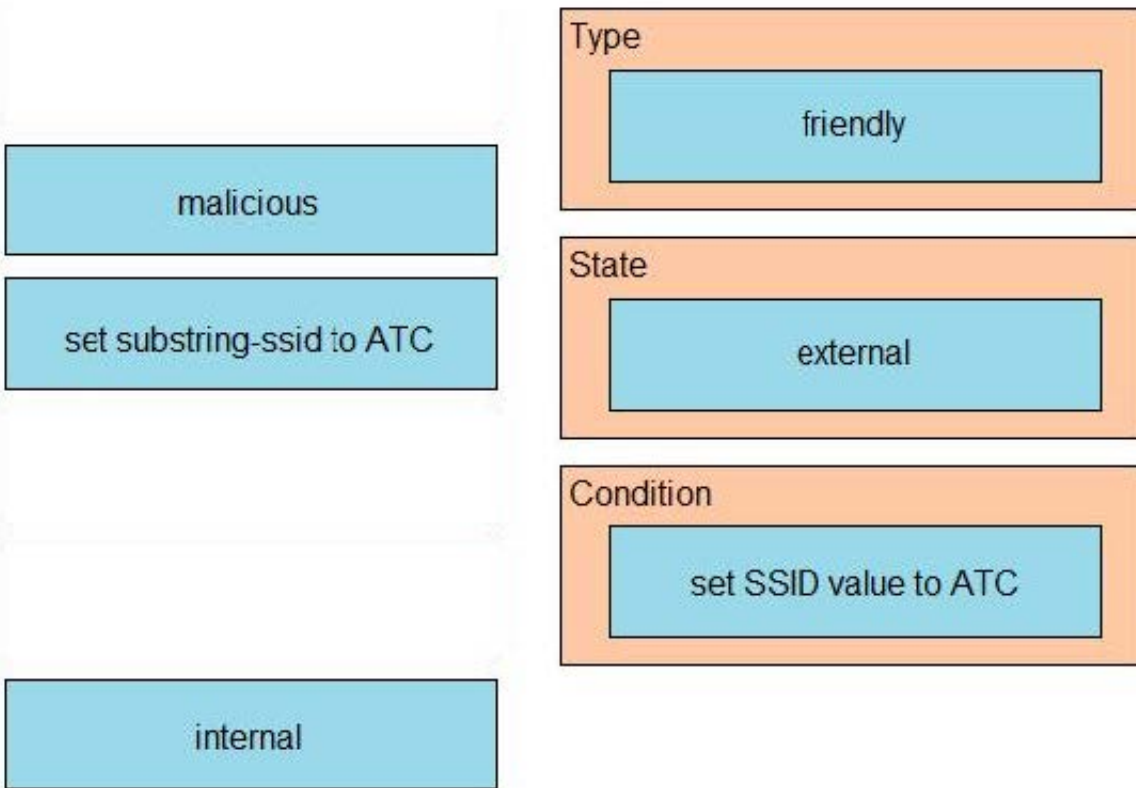 malicious
set substring-ssid to ATC
internal
Type
friendly
State
external
Condition
set SSID value to ATC